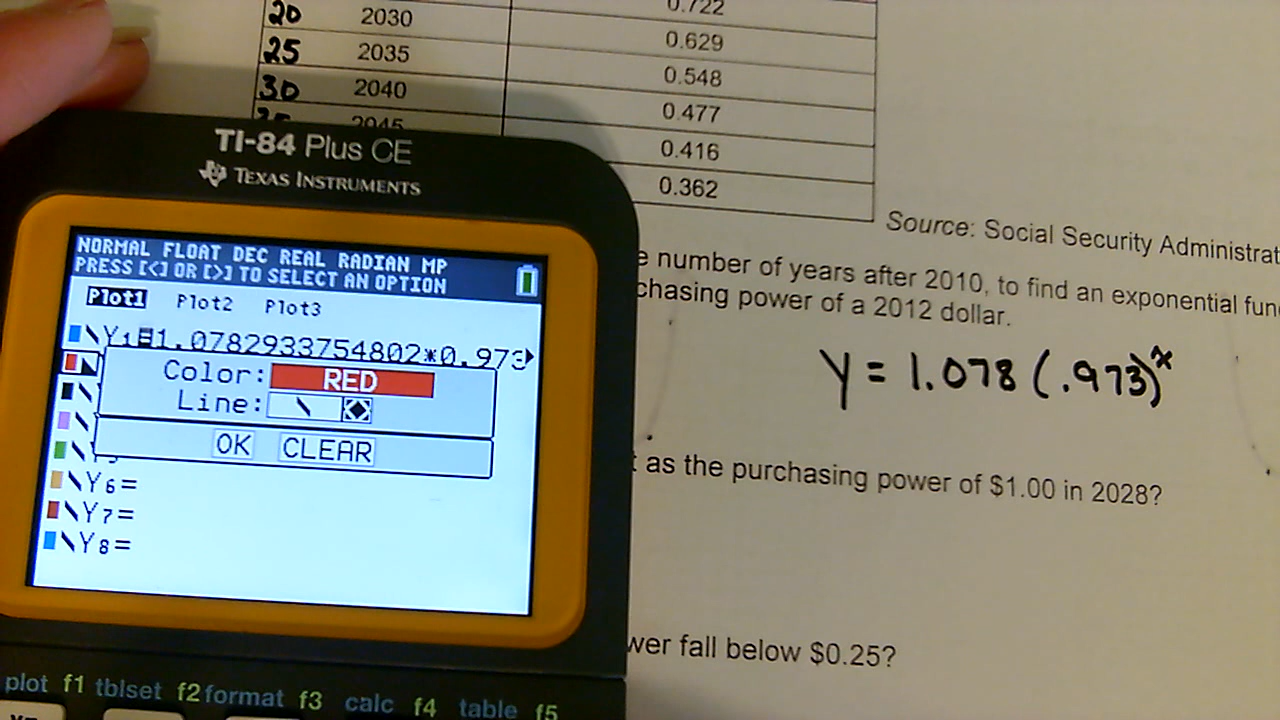 0.722
20 2030 0.629
25 2035 0.548
30 2040 0.477
2045 0.416
0.362
Source: Social Security Administrat
e number of years after 2010, to find an exponential fun
chasing power of a 2012 dollar.
y = 1.078 (.973)^x
t as the purchasing power of $1.00 in 2028?
wer fall below $0.25?
TI-84 Plus CE
TEXAS INSTRUMENTS
NORMAL FLOAT DEC REAL RADIAN MP
PRESS [<] OR [>] TO SELECT AN OPTION
Plot1 Plot2 Plot3
Y1=1.0782933754802*0.973
Color: RED
Line:
OK CLEAR
Y6=
Y7=
Y8=
plot f1 tblset f2 format f3 calc f4 table f5